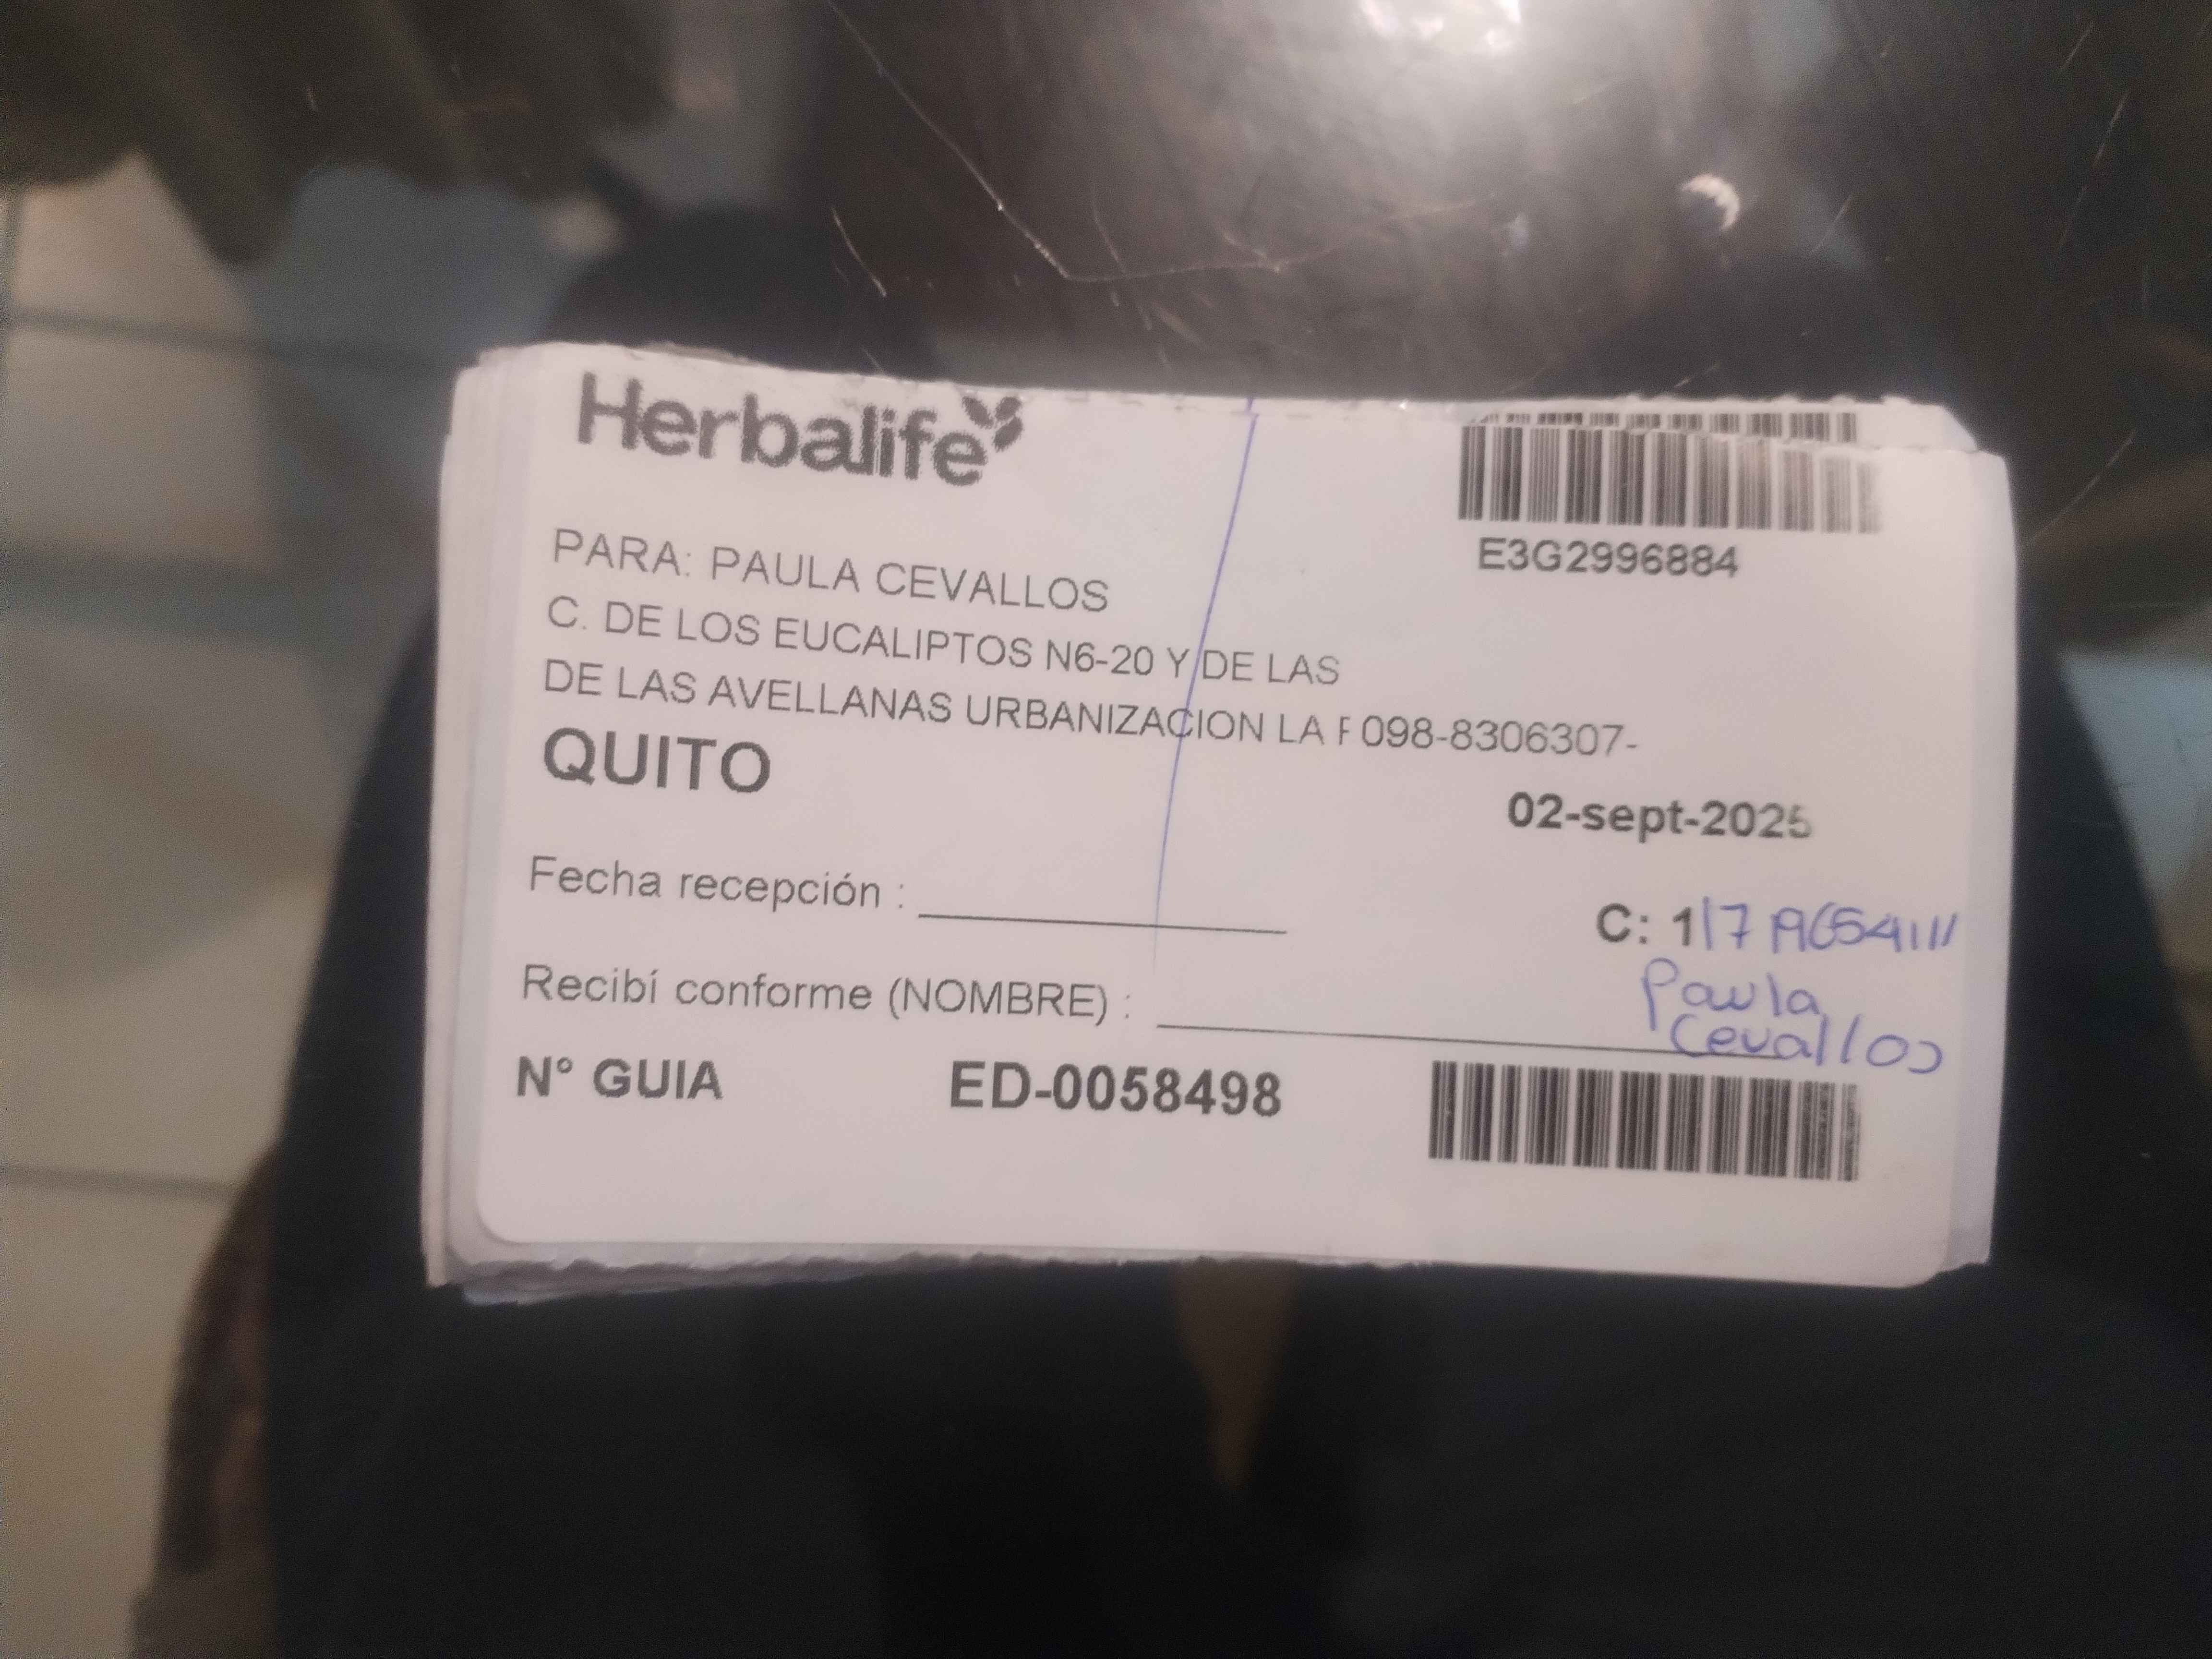 Herbalife
E3G2996884
PARA: PAULA CEVALLOS
C. DE LOS EUCALIPTOS N6-20 Y DE LAS
DE LAS AVELLANAS URBANIZACION LA F 098-8306307-
QUITO
02-sept-2025
Fecha recepción :
C: 1
Recibí conforme (NOMBRE) :
Paula
Cevallos
N° GUIA ED-0058498